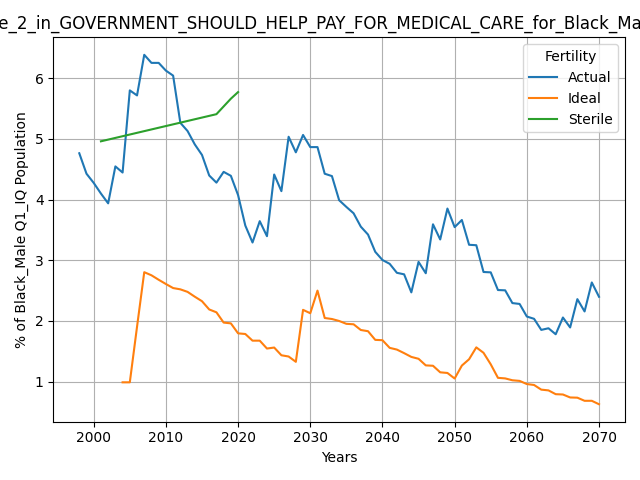 e_2_in_GOVERNMENT_SHOULD_HELP_PAY_FOR_MEDICAL_CARE_for_Black_Ma
Fertility
Actual
Ideal
Sterile
% of Black_Male Q1_IQ Population
6
5
4
3
2
1
2000 2010 2020 2030 2040 2050 2060 2070
Years